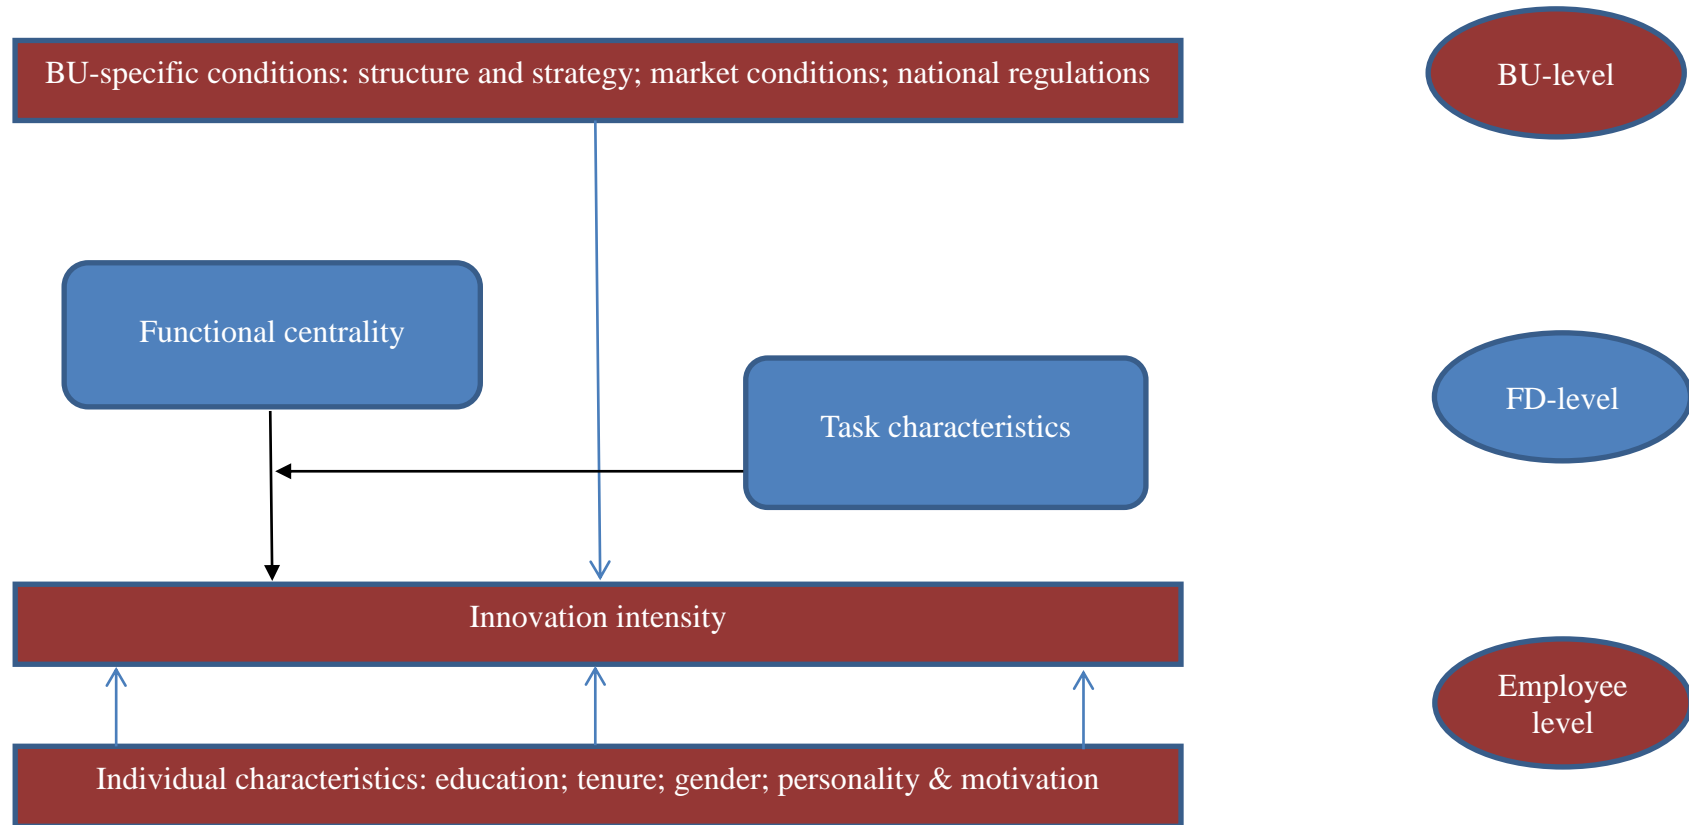 BU-specific conditions: structure and strategy; market conditions; national regulations
BU-level
Functional centrality
Task characteristics
FD-level
Innovation intensity
Employee
level
Individual characteristics: education; tenure; gender; personality & motivation